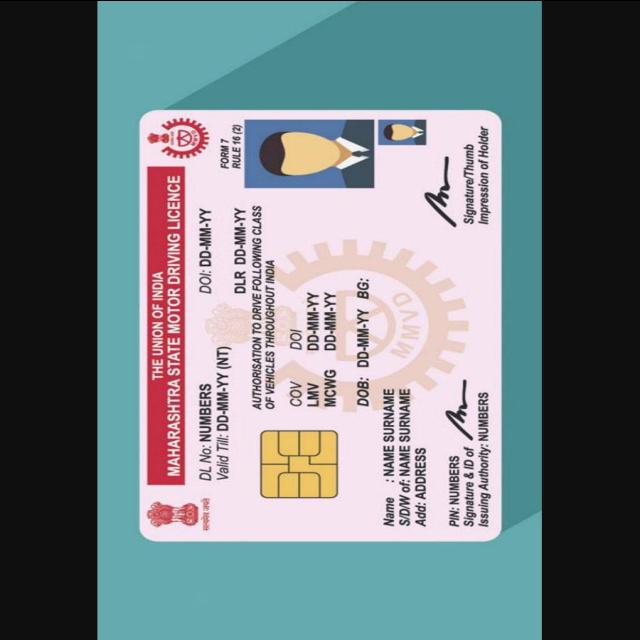 THE UNION OF INDIA
MAHARASHTRA STATE MOTOR DRIVING LICENCE
सत्यमेव जयते
DL No: NUMBERS DOI: DD-MM-YY
Valid Till: DD-MM-YY (NT) DLR DD-MM-YY
FORM 7
RULE 16 (2)
AUTHORISATION TO DRIVE FOLLOWING CLASS
OF VEHICLES THROUGHOUT INDIA
COV DOI
LMV DD-MM-YY
MCWG DD-MM-YY
DOB: DD-MM-YY BG:
MMVD
Name : NAME SURNAME
S/D/W of: NAME SURNAME
Add: ADDRESS
PIN: NUMBERS
Signature & ID of
Issuing Authority: NUMBERS
Signature/Thumb
Impression of Holder